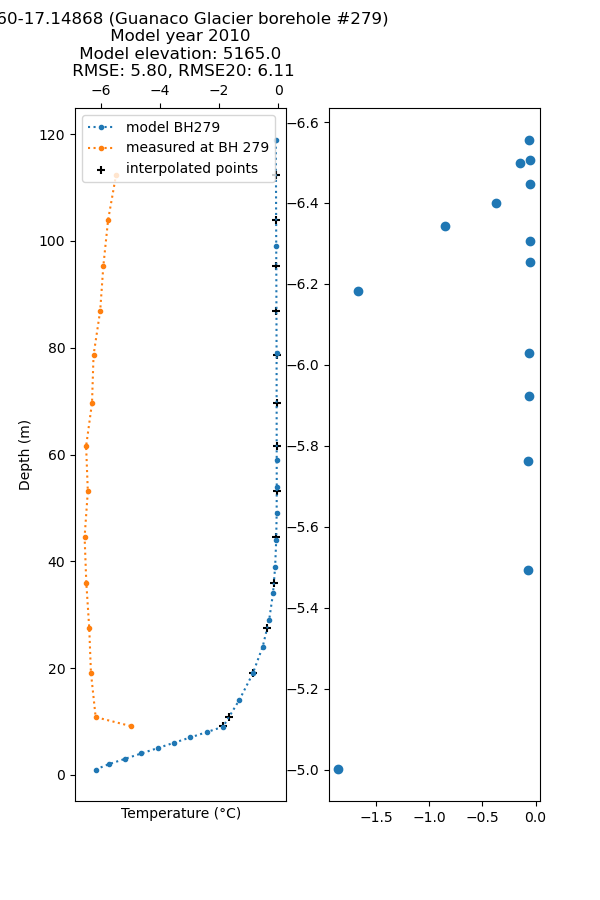 60-17.14868 (Guanaco Glacier borehole #279)
Model year 2010
Model elevation: 5165.0
RMSE: 5.80, RMSE20: 6.11
−6 −4 −2 0
model BH279
measured at BH 279
interpolated points
120
100
80
60
40
20
0
Depth (m)
Temperature (°C)
−6.6
−6.4
−6.2
−6.0
−5.8
−5.6
−5.4
−5.2
−5.0
−1.5 −1.0 −0.5 0.0